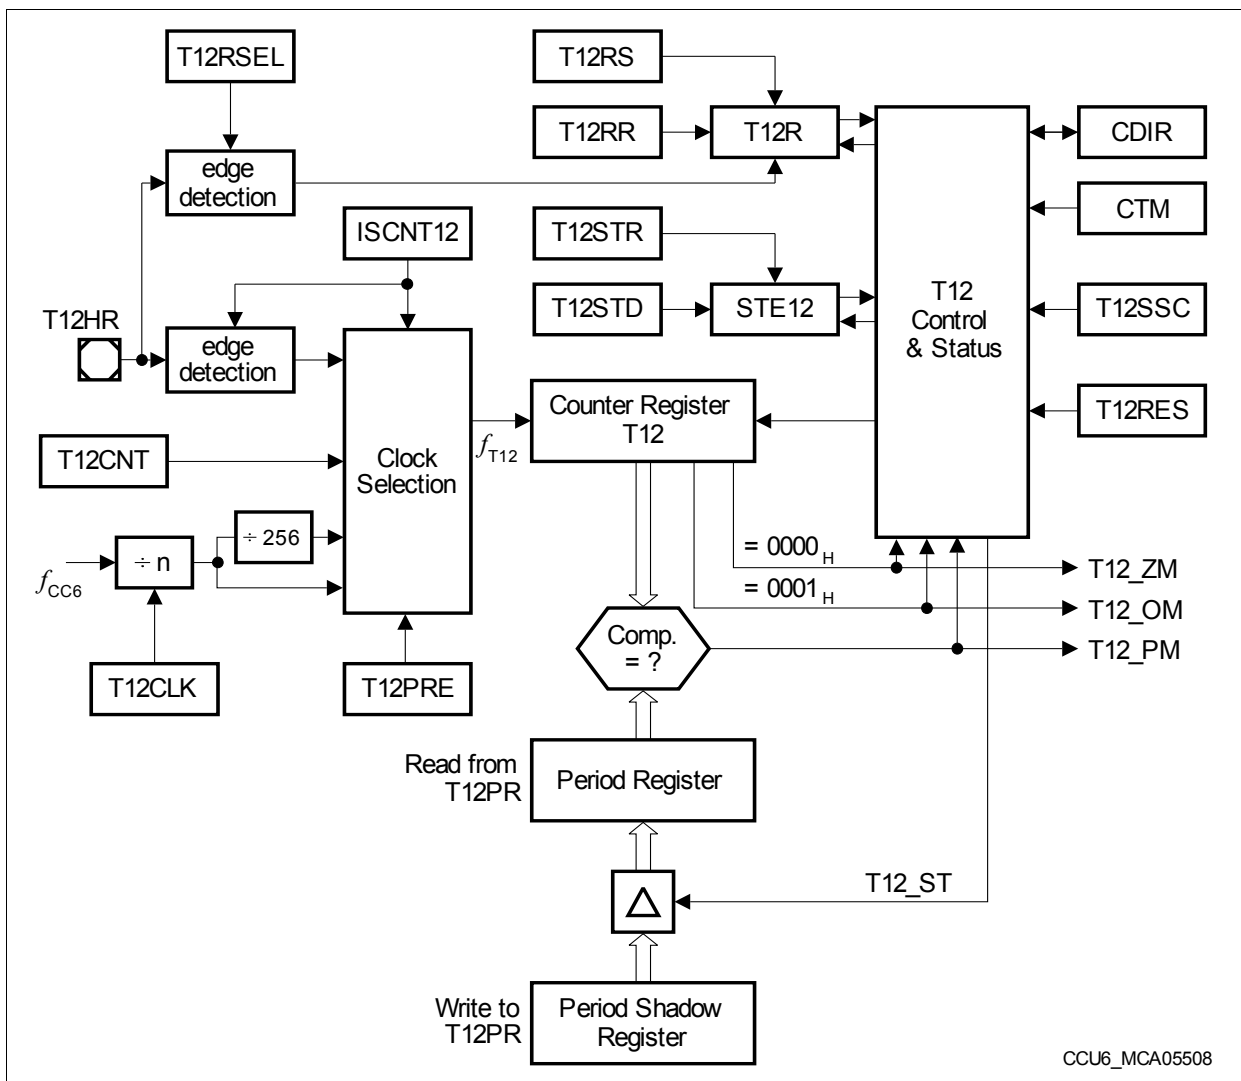 T12RSEL
T12RS
T12RR
T12R
CDIR
edge
detection
CTM
ISCNT12
T12STR
T12STD
STE12
T12
Control
& Status
T12SSC
T12HR
edge
detection
Counter Register
T12
T12RES
fT12
T12CNT
Clock
Selection
÷ 256
÷ n
fCC6
= 0000H
T12_ZM
= 0001H
T12_OM
Comp.
= ?
T12_PM
T12CLK
T12PRE
Read from
T12PR
Period Register
T12_ST
Write to
T12PR
Period Shadow
Register
CCU6_MCA05508